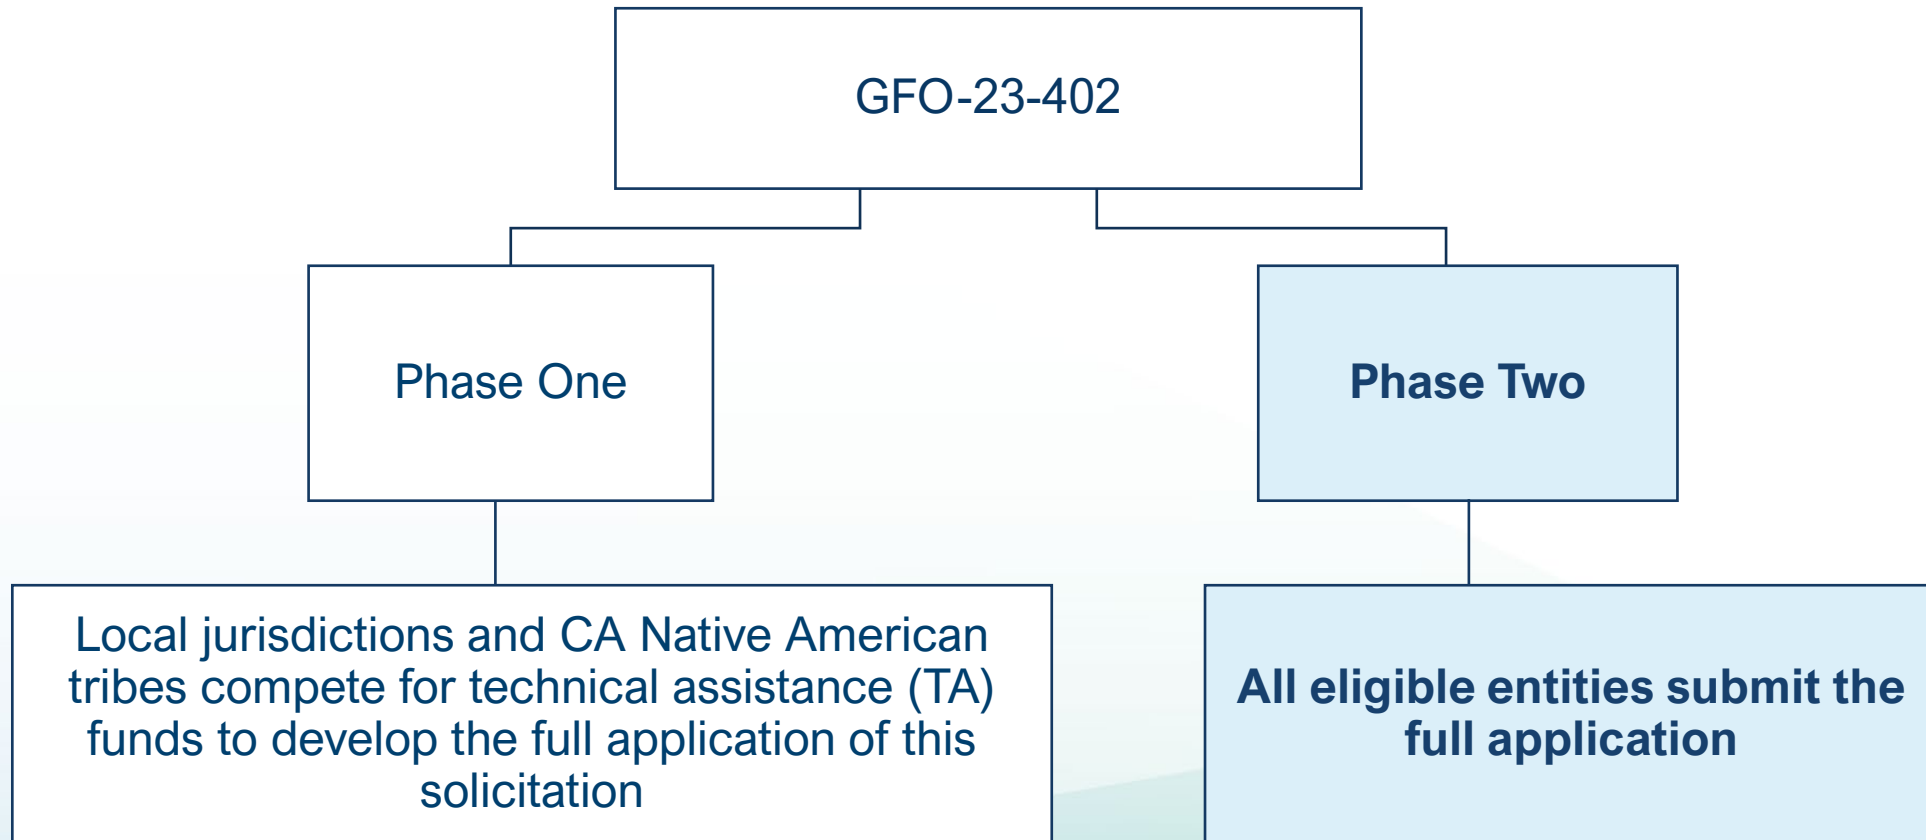 GFO-23-402
Phase One
Phase Two
Local jurisdictions and CA Native American
tribes compete for technical assistance (TA)
funds to develop the full application of this
solicitation
All eligible entities submit the
full application